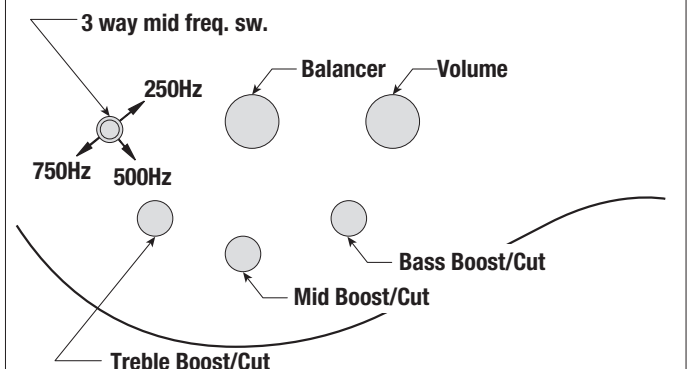 3 way mid freq. sw.
Balancer
Volume
250Hz
750Hz
500Hz
Bass Boost/Cut
Mid Boost/Cut
Treble Boost/Cut